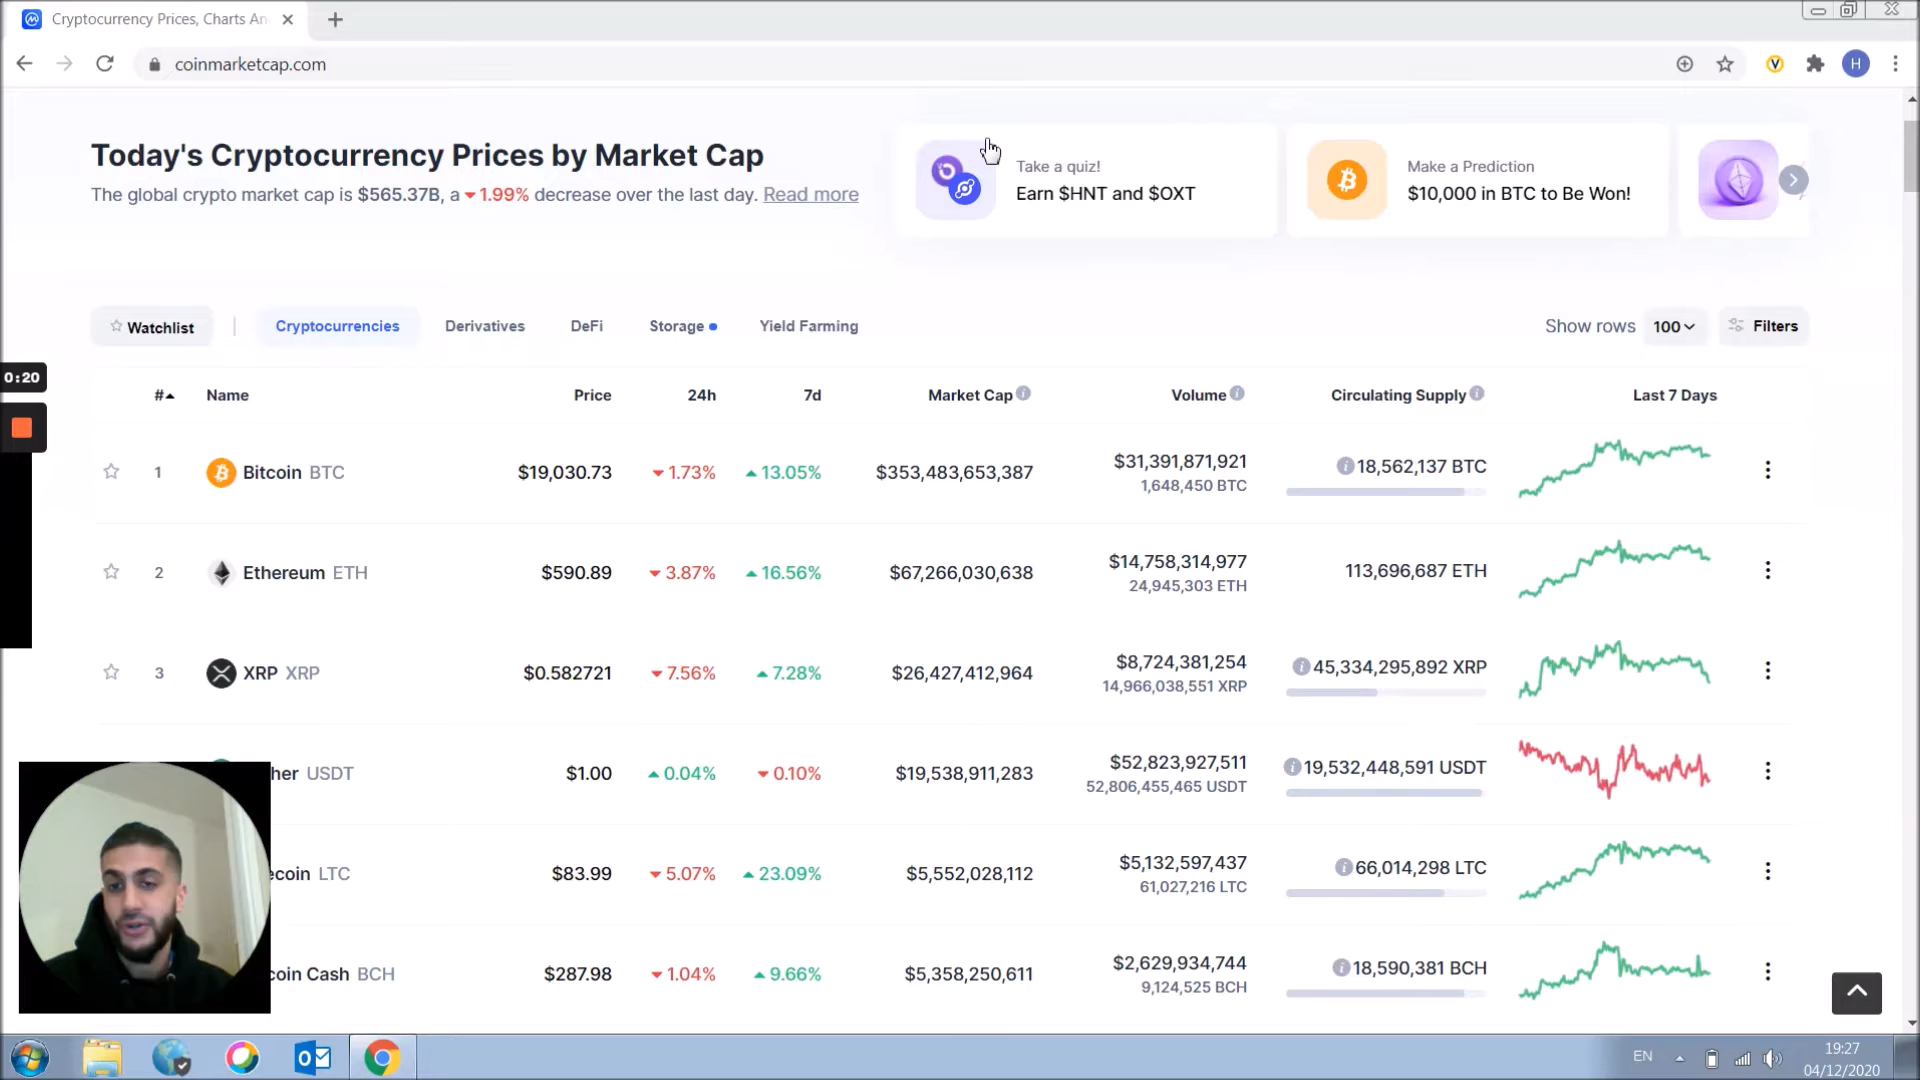 Cryptocurrency Prices, Charts An
coinmarketcap.com
H
Today's Cryptocurrency Prices by Market Cap
The global crypto market cap is $565.37B, a 1.99% decrease over the last day. Read more
Take a quiz!
Earn $HNT and $OXT
Make a Prediction
$10,000 in BTC to Be Won!
Watchlist
Cryptocurrencies
Derivatives
DeFi
Storage
Yield Farming
Show rows
100
Filters
0:20
# Name Price 24h 7d Market Cap Volume Circulating Supply Last 7 Days
1 Bitcoin BTC $19,030.73 1.73% 13.05% $353,483,653,387 $31,391,871,921 18,562,137 BTC
1,648,450 BTC
2 Ethereum ETH $590.89 3.87% 16.56% $67,266,030,638 $14,758,314,977 113,696,687 ETH
24,945,303 ETH
3 XRP XRP $0.582721 7.56% 7.28% $26,427,412,964 $8,724,381,254 45,334,295,892 XRP
14,966,038,551 XRP
her USDT $1.00 0.04% 0.10% $19,538,911,283 $52,823,927,511 19,532,448,591 USDT
52,806,455,465 USDT
ecoin LTC $83.99 5.07% 23.09% $5,552,028,112 $5,132,597,437 66,014,298 LTC
61,027,216 LTC
coin Cash BCH $287.98 1.04% 9.66% $5,358,250,611 $2,629,934,744 18,590,381 BCH
9,124,525 BCH
EN
19:27
04/12/2020